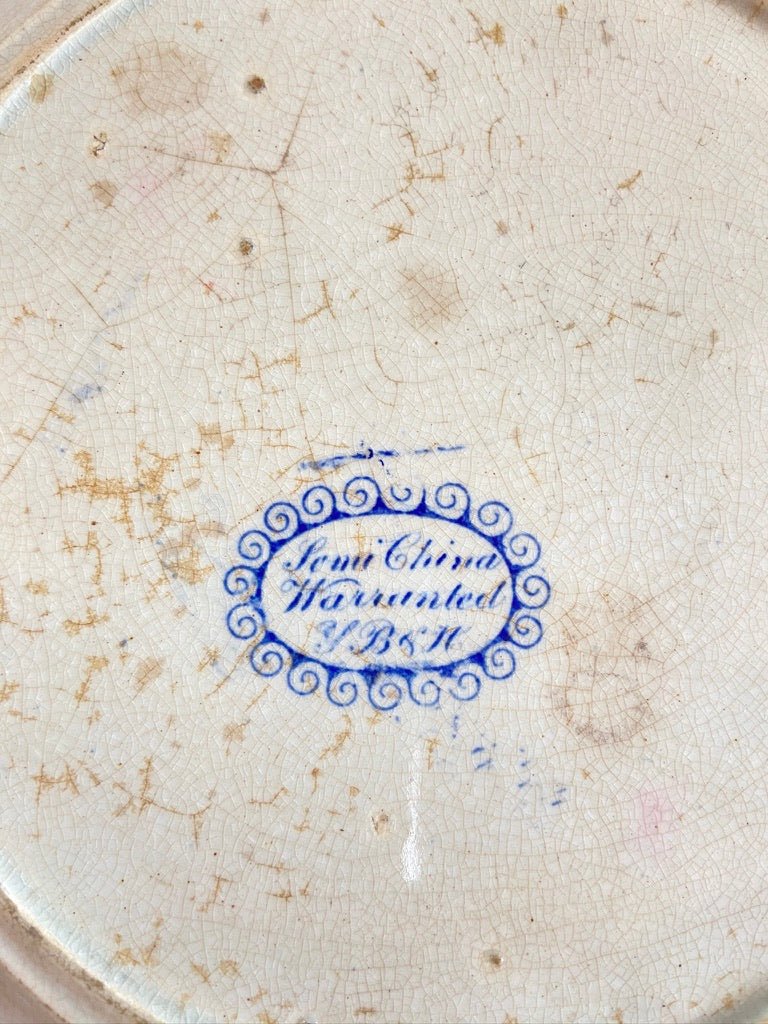 Semi China
Warranted
B & H